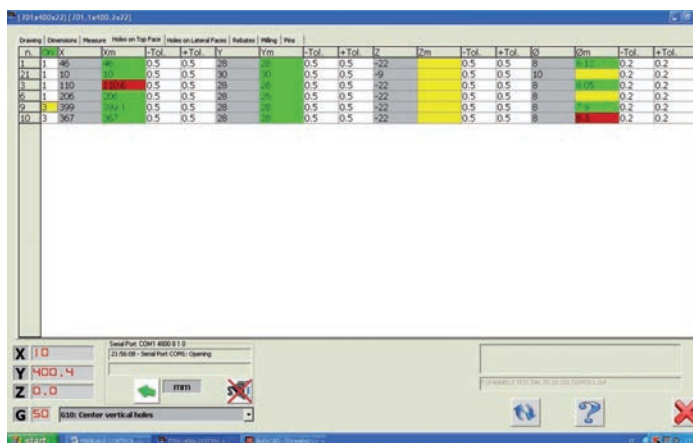 [701x400x22] [701.1x400.2x22]
Drawing Dimensions Measure Holes on Top Face Holes on Lateral Faces Rebates Milling Pins
n. X Xm -Tol. +Tol. Y Ym -Tol. +Tol. Z Zm -Tol. +Tol. Ø Øm -Tol. +Tol.
1 1 46 46 0.5 0.5 28 28 0.5 0.5 -22 0.5 0.5 8 0.2 0.2
21 1 10 10 0.5 0.5 30 30 0.5 0.5 -9 0.5 0.5 10 0.2 0.2
3 1 110 110.6 0.5 0.5 28 28 0.5 0.5 -22 0.5 0.5 8 8.05 0.2 0.2
6 1 206 206 0.5 0.5 28 0.5 0.5 -22 0.5 0.5 8 0.2 0.2
9 3 399 399.1 0.5 0.5 28 28 0.5 0.5 -22 0.5 0.5 8 7.9 0.2 0.2
10 3 367 367 0.5 0.5 28 28 0.5 0.5 -22 0.5 0.5 8 0.2 0.2
Serial Port COM1 4800 8 1 0
21:56:08 - Serial Port COM5: Opening
X 10
Y 400.4
Z 0.0
mm
G 50 G10: Center vertical holes
start